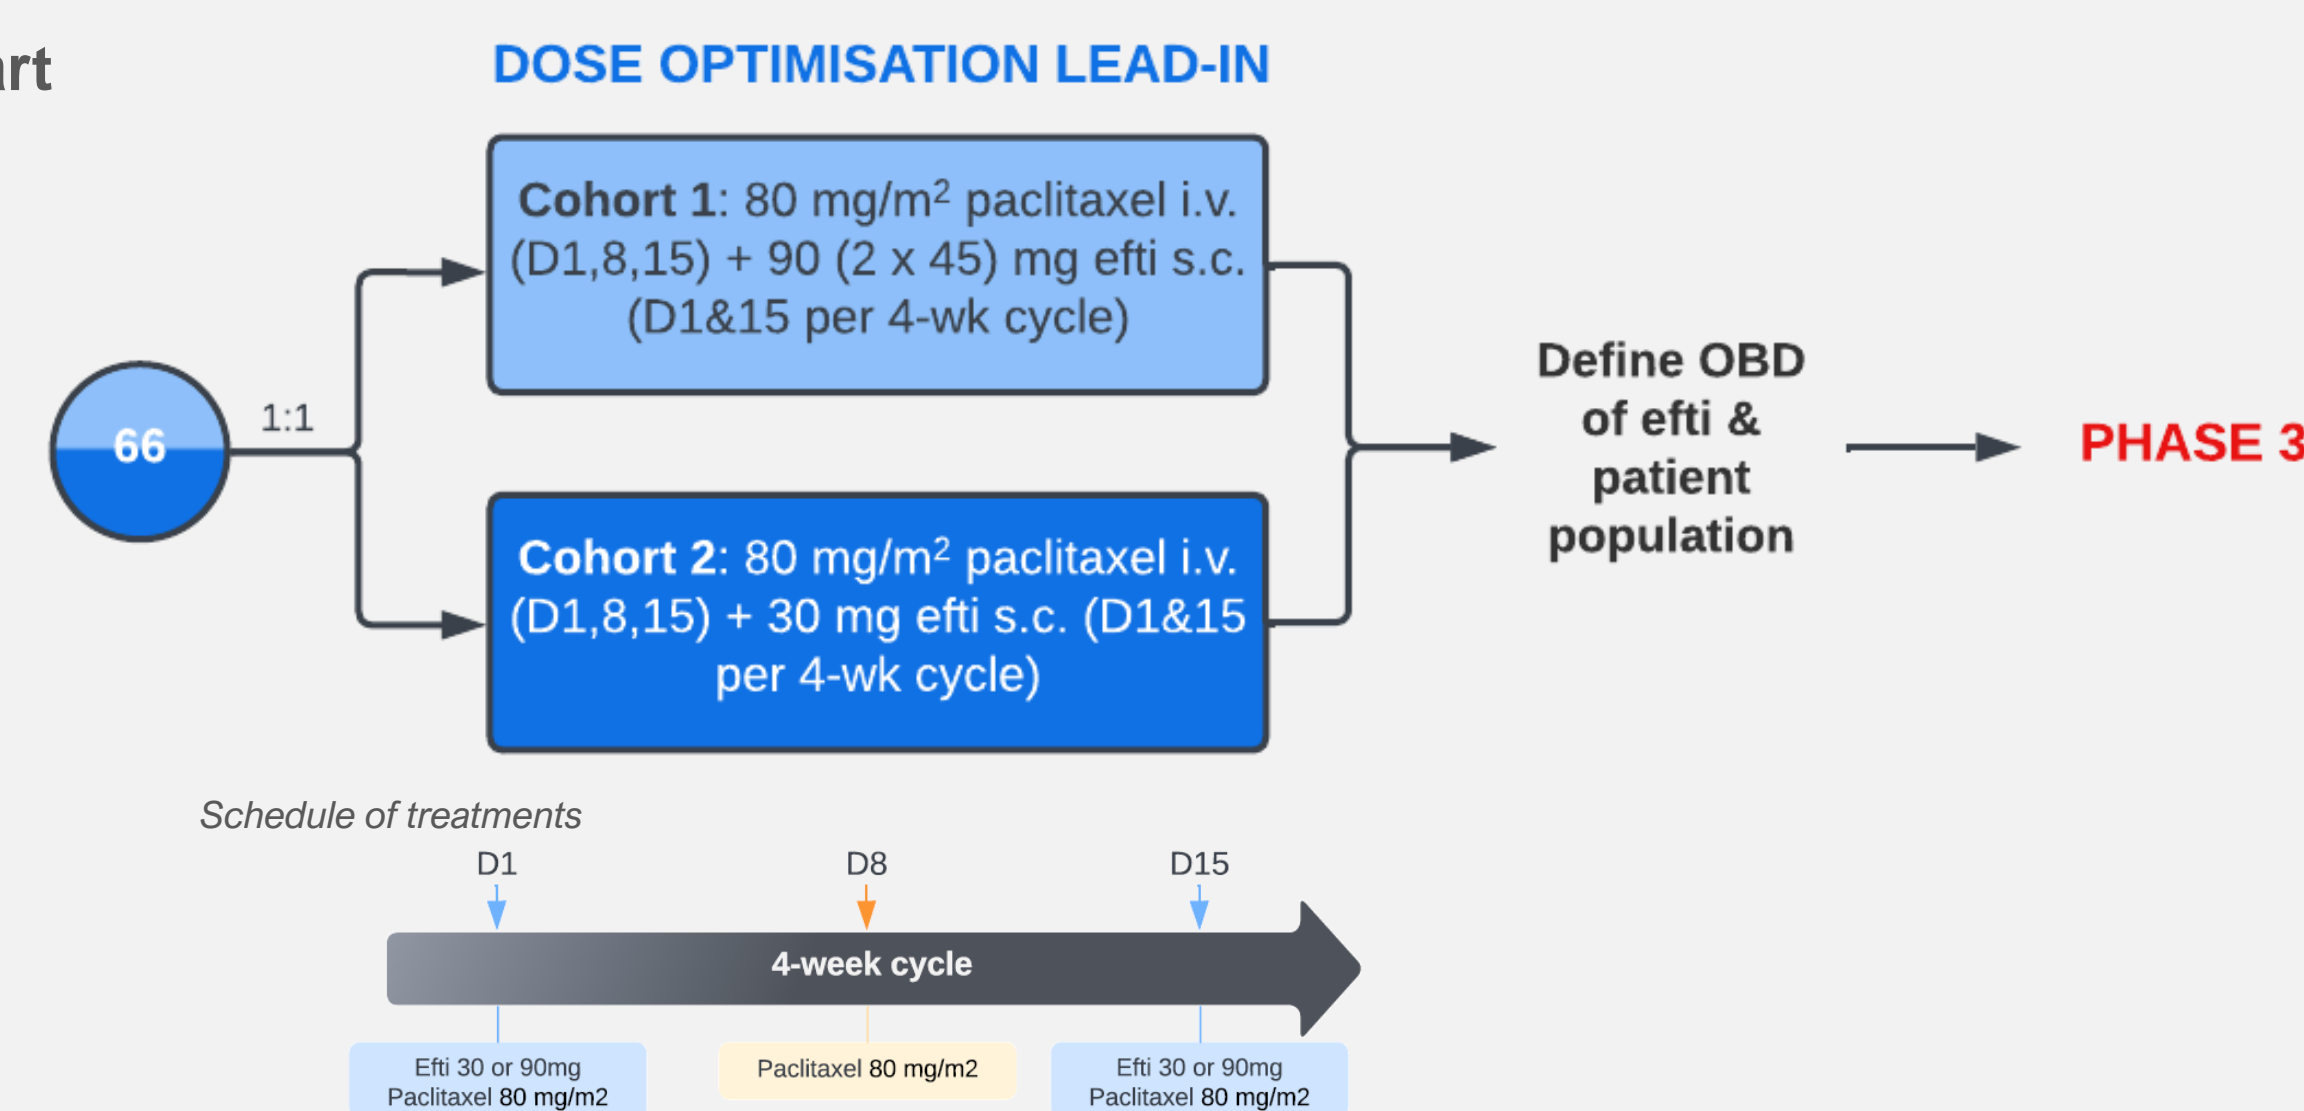 art
DOSE OPTIMISATION LEAD-IN
Cohort 1: 80 mg/m² paclitaxel i.v.
(D1,8,15) + 90 (2 x 45) mg efti s.c.
(D1&15 per 4-wk cycle)
66
1:1
Cohort 2: 80 mg/m² paclitaxel i.v.
(D1,8,15) + 30 mg efti s.c. (D1&15
per 4-wk cycle)
Define OBD
of efti &
patient
population
PHASE 3
Schedule of treatments
D1
D8
D15
4-week cycle
Efti 30 or 90mg
Paclitaxel 80 mg/m2
Paclitaxel 80 mg/m2
Efti 30 or 90mg
Paclitaxel 80 mg/m2